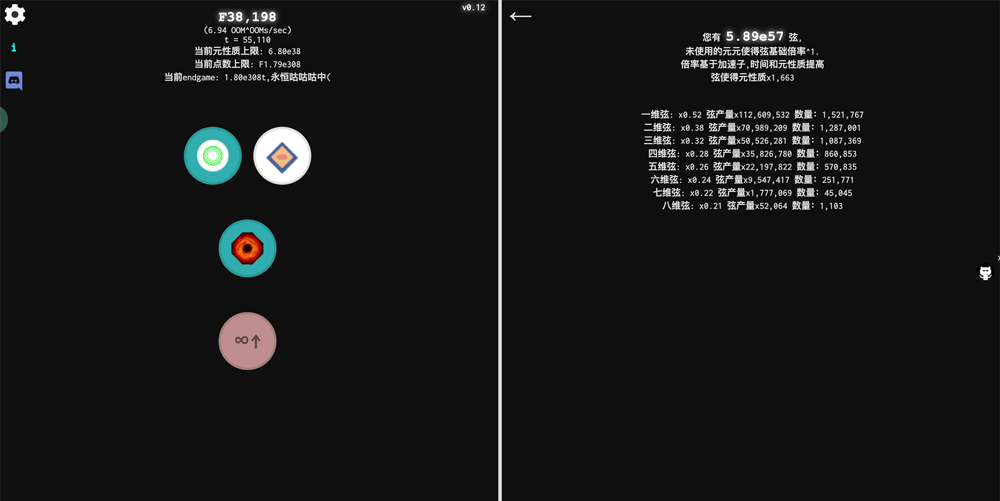 v0.12
F38,198
(6.94 OOM^OOMs/sec)
t = 55,110
当前元性质上限: 6.80e38
当前点数上限: F1.79e308
当前endgame: 1.80e308t,永恒咕咕咕中(
i
∞↑
←
您有 5.89e57 弦,
未使用的元元使得弦基础倍率^1.
倍率基于加速子,时间和元性质提高
弦使得元性质x1,663
一维弦: x0.52 弦产量x112,609,532 数量: 1,521,767
二维弦: x0.38 弦产量x70,989,209 数量: 1,287,001
三维弦: x0.32 弦产量x50,526,281 数量: 1,087,369
四维弦: x0.28 弦产量x35,826,780 数量: 860,853
五维弦: x0.26 弦产量x22,197,822 数量: 570,835
六维弦: x0.24 弦产量x9,547,417 数量: 251,771
七维弦: x0.22 弦产量x1,777,069 数量: 45,045
八维弦: x0.21 弦产量x52,064 数量: 1,103